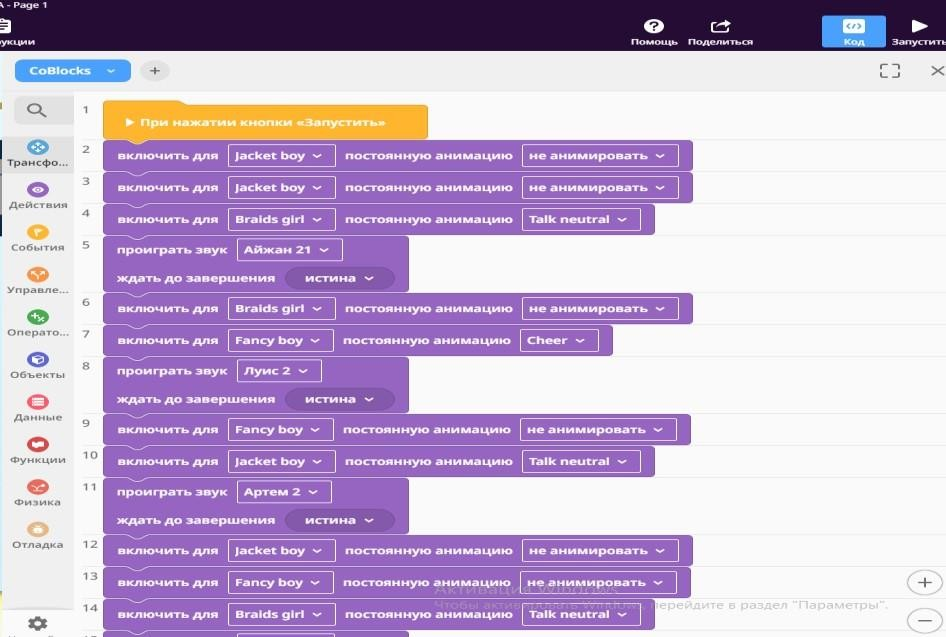 A - Page 1
рукции
Помощь Поделиться Код Запустить
CoBlocks
1 При нажатии кнопки «Запустить»
2 включить для Jacket boy постоянную анимацию не анимировать
3 включить для Jacket boy постоянную анимацию не анимировать
4 включить для Braids girl постоянную анимацию Talk neutral
5 проиграть звук Айжан 21
ждать до завершения истина
6 включить для Braids girl постоянную анимацию не анимировать
7 включить для Fancy boy постоянную анимацию Cheer
8 проиграть звук Луис 2
ждать до завершения истина
9 включить для Fancy boy постоянную анимацию не анимировать
10 включить для Jacket boy постоянную анимацию Talk neutral
11 проиграть звук Артем 2
ждать до завершения истина
12 включить для Jacket boy постоянную анимацию не анимировать
13 включить для Fancy boy постоянную анимацию не анимировать
14 включить для Braids girl постоянную анимацию Talk neutral
Трансфо...
Действия
События
Управле...
Операто...
Объекты
Данные
Функции
Физика
Отладка
Активация Windows
Чтобы активировать Windows, перейдите в раздел "Параметры".